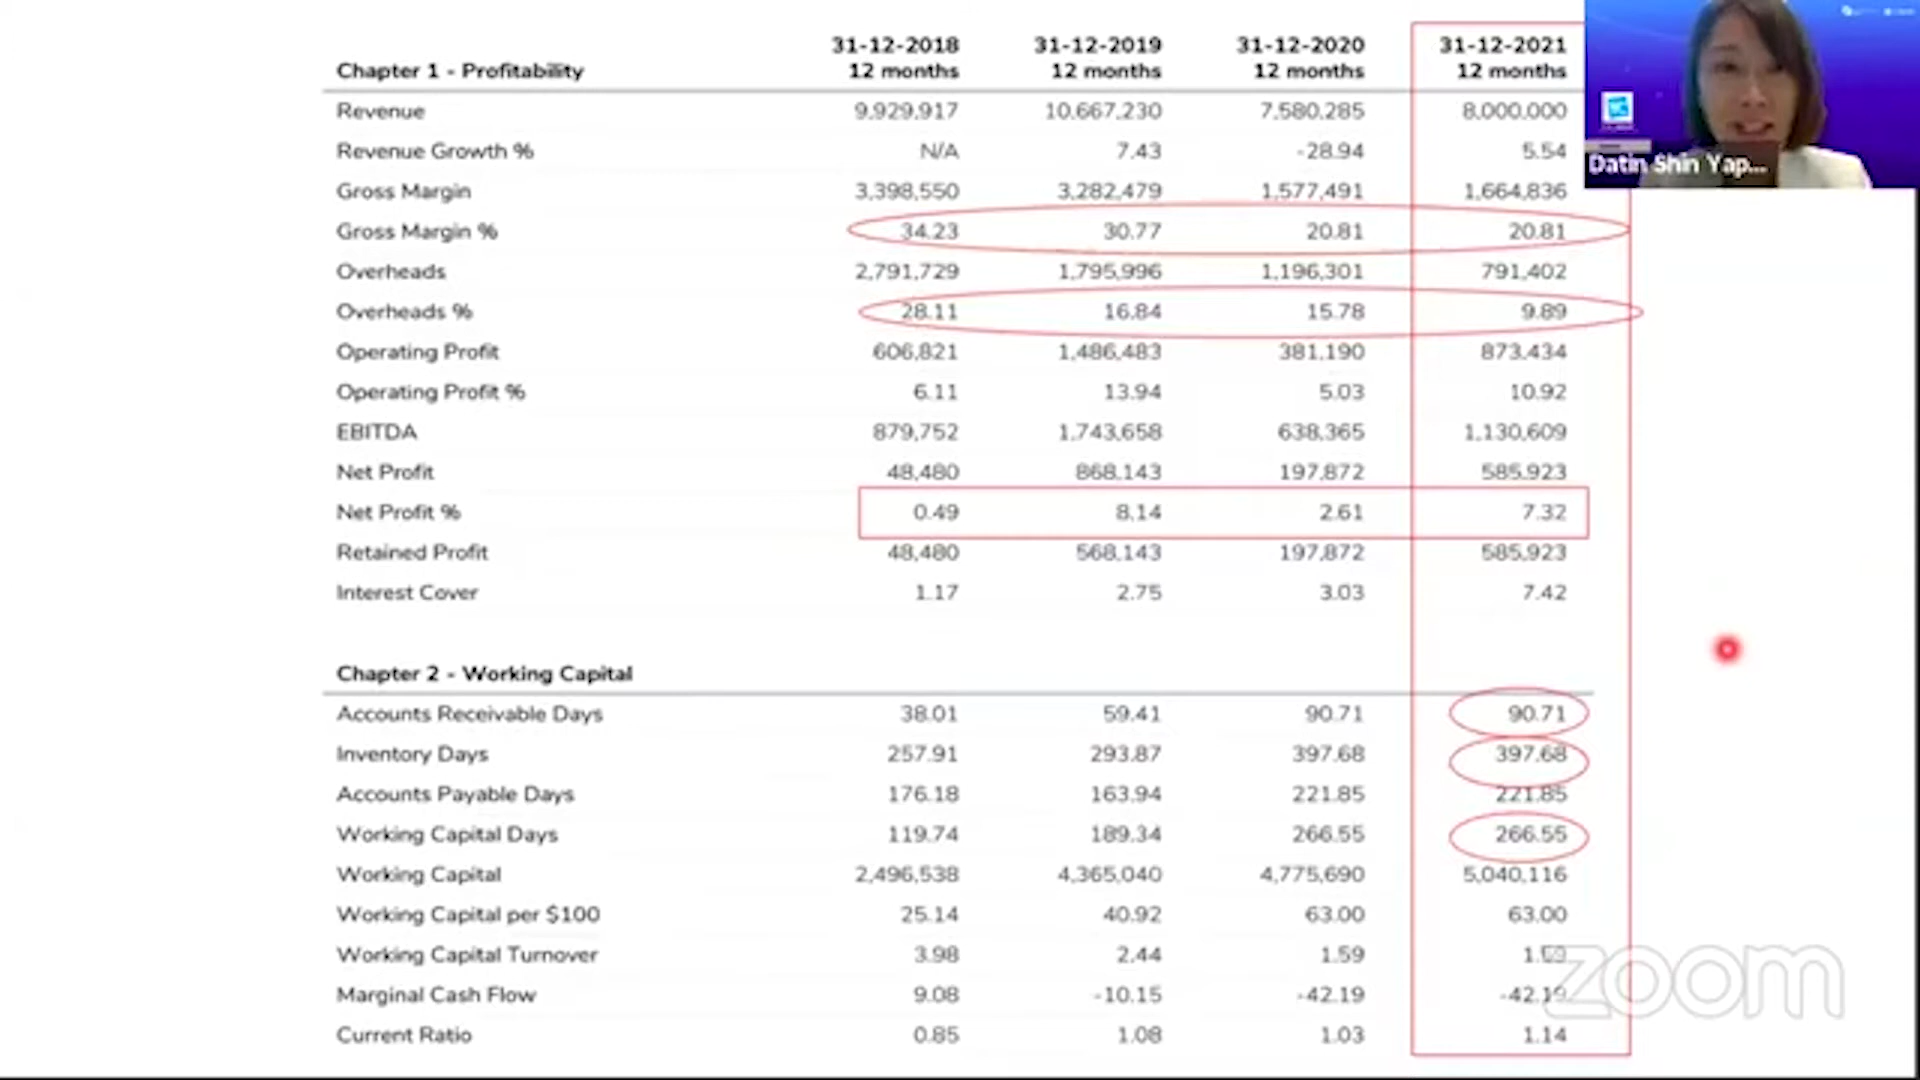 31-12-2018 31-12-2019 31-12-2020 31-12-2021
Chapter 1 - Profitability 12 months 12 months 12 months 12 months
Revenue 9,929,917 10,667,230 7,580,285 8,000,000
Revenue Growth % N/A 7.43 -28.94 5.54
Gross Margin 3,398,550 3,282,479 1,577,491 1,664,836
Gross Margin % 34.23 30.77 20.81 20.81
Overheads 2,791,729 1,795,996 1,196,301 791,402
Overheads % 28.11 16.84 15.78 9.89
Operating Profit 606,821 1,486,483 381,190 873,434
Operating Profit % 6.11 13.94 5.03 10.92
EBITDA 879,752 1,743,658 638,365 1,130,609
Net Profit 48,480 868,143 197,872 585,923
Net Profit % 0.49 8.14 2.61 7.32
Retained Profit 48,480 568,143 197,872 585,923
Interest Cover 1.17 2.75 3.03 7.42
Chapter 2 - Working Capital
Accounts Receivable Days 38.01 59.41 90.71 90.71
Inventory Days 257.91 293.87 397.68 397.68
Accounts Payable Days 176.18 163.94 221.85 221.85
Working Capital Days 119.74 189.34 266.55 266.55
Working Capital 2,496,538 4,365,040 4,775,690 5,040,116
Working Capital per $100 25.14 40.92 63.00 63.00
Working Capital Turnover 3.98 2.44 1.59 1.59
Marginal Cash Flow 9.08 -10.15 -42.19 -42.19
Current Ratio 0.85 1.08 1.03 1.14
Datin Shin Yap...
zoom